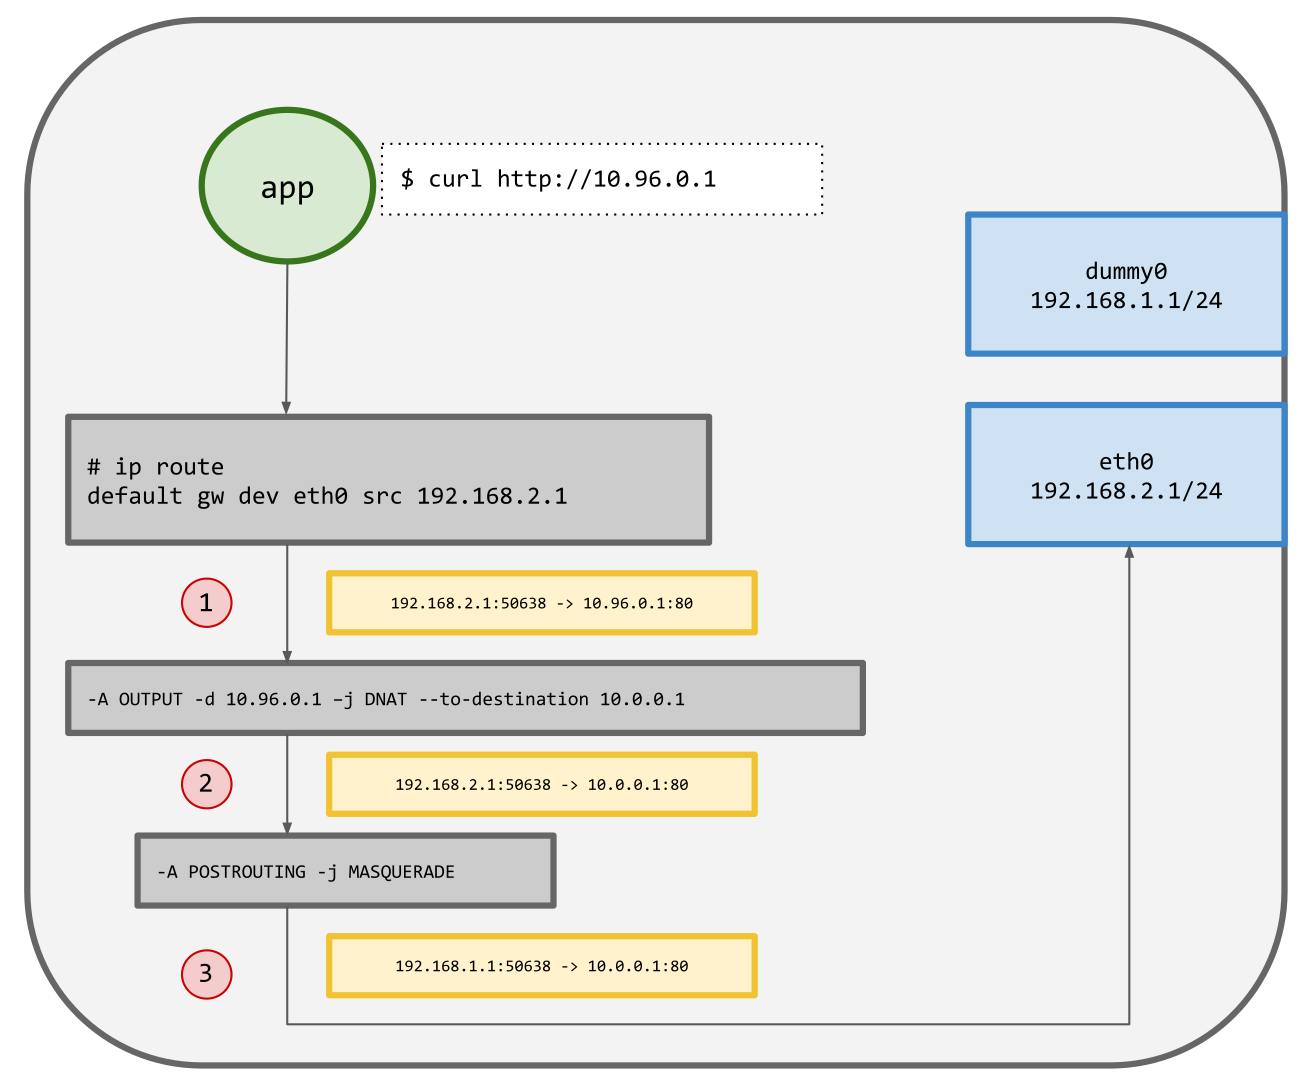 app
$ curl http://10.96.0.1
dummy0
192.168.1.1/24
# ip route
default gw dev eth0 src 192.168.2.1
eth0
192.168.2.1/24
1
192.168.2.1:50638 -> 10.96.0.1:80
-A OUTPUT -d 10.96.0.1 –j DNAT --to-destination 10.0.0.1
2
192.168.2.1:50638 -> 10.0.0.1:80
-A POSTROUTING -j MASQUERADE
3
192.168.1.1:50638 -> 10.0.0.1:80